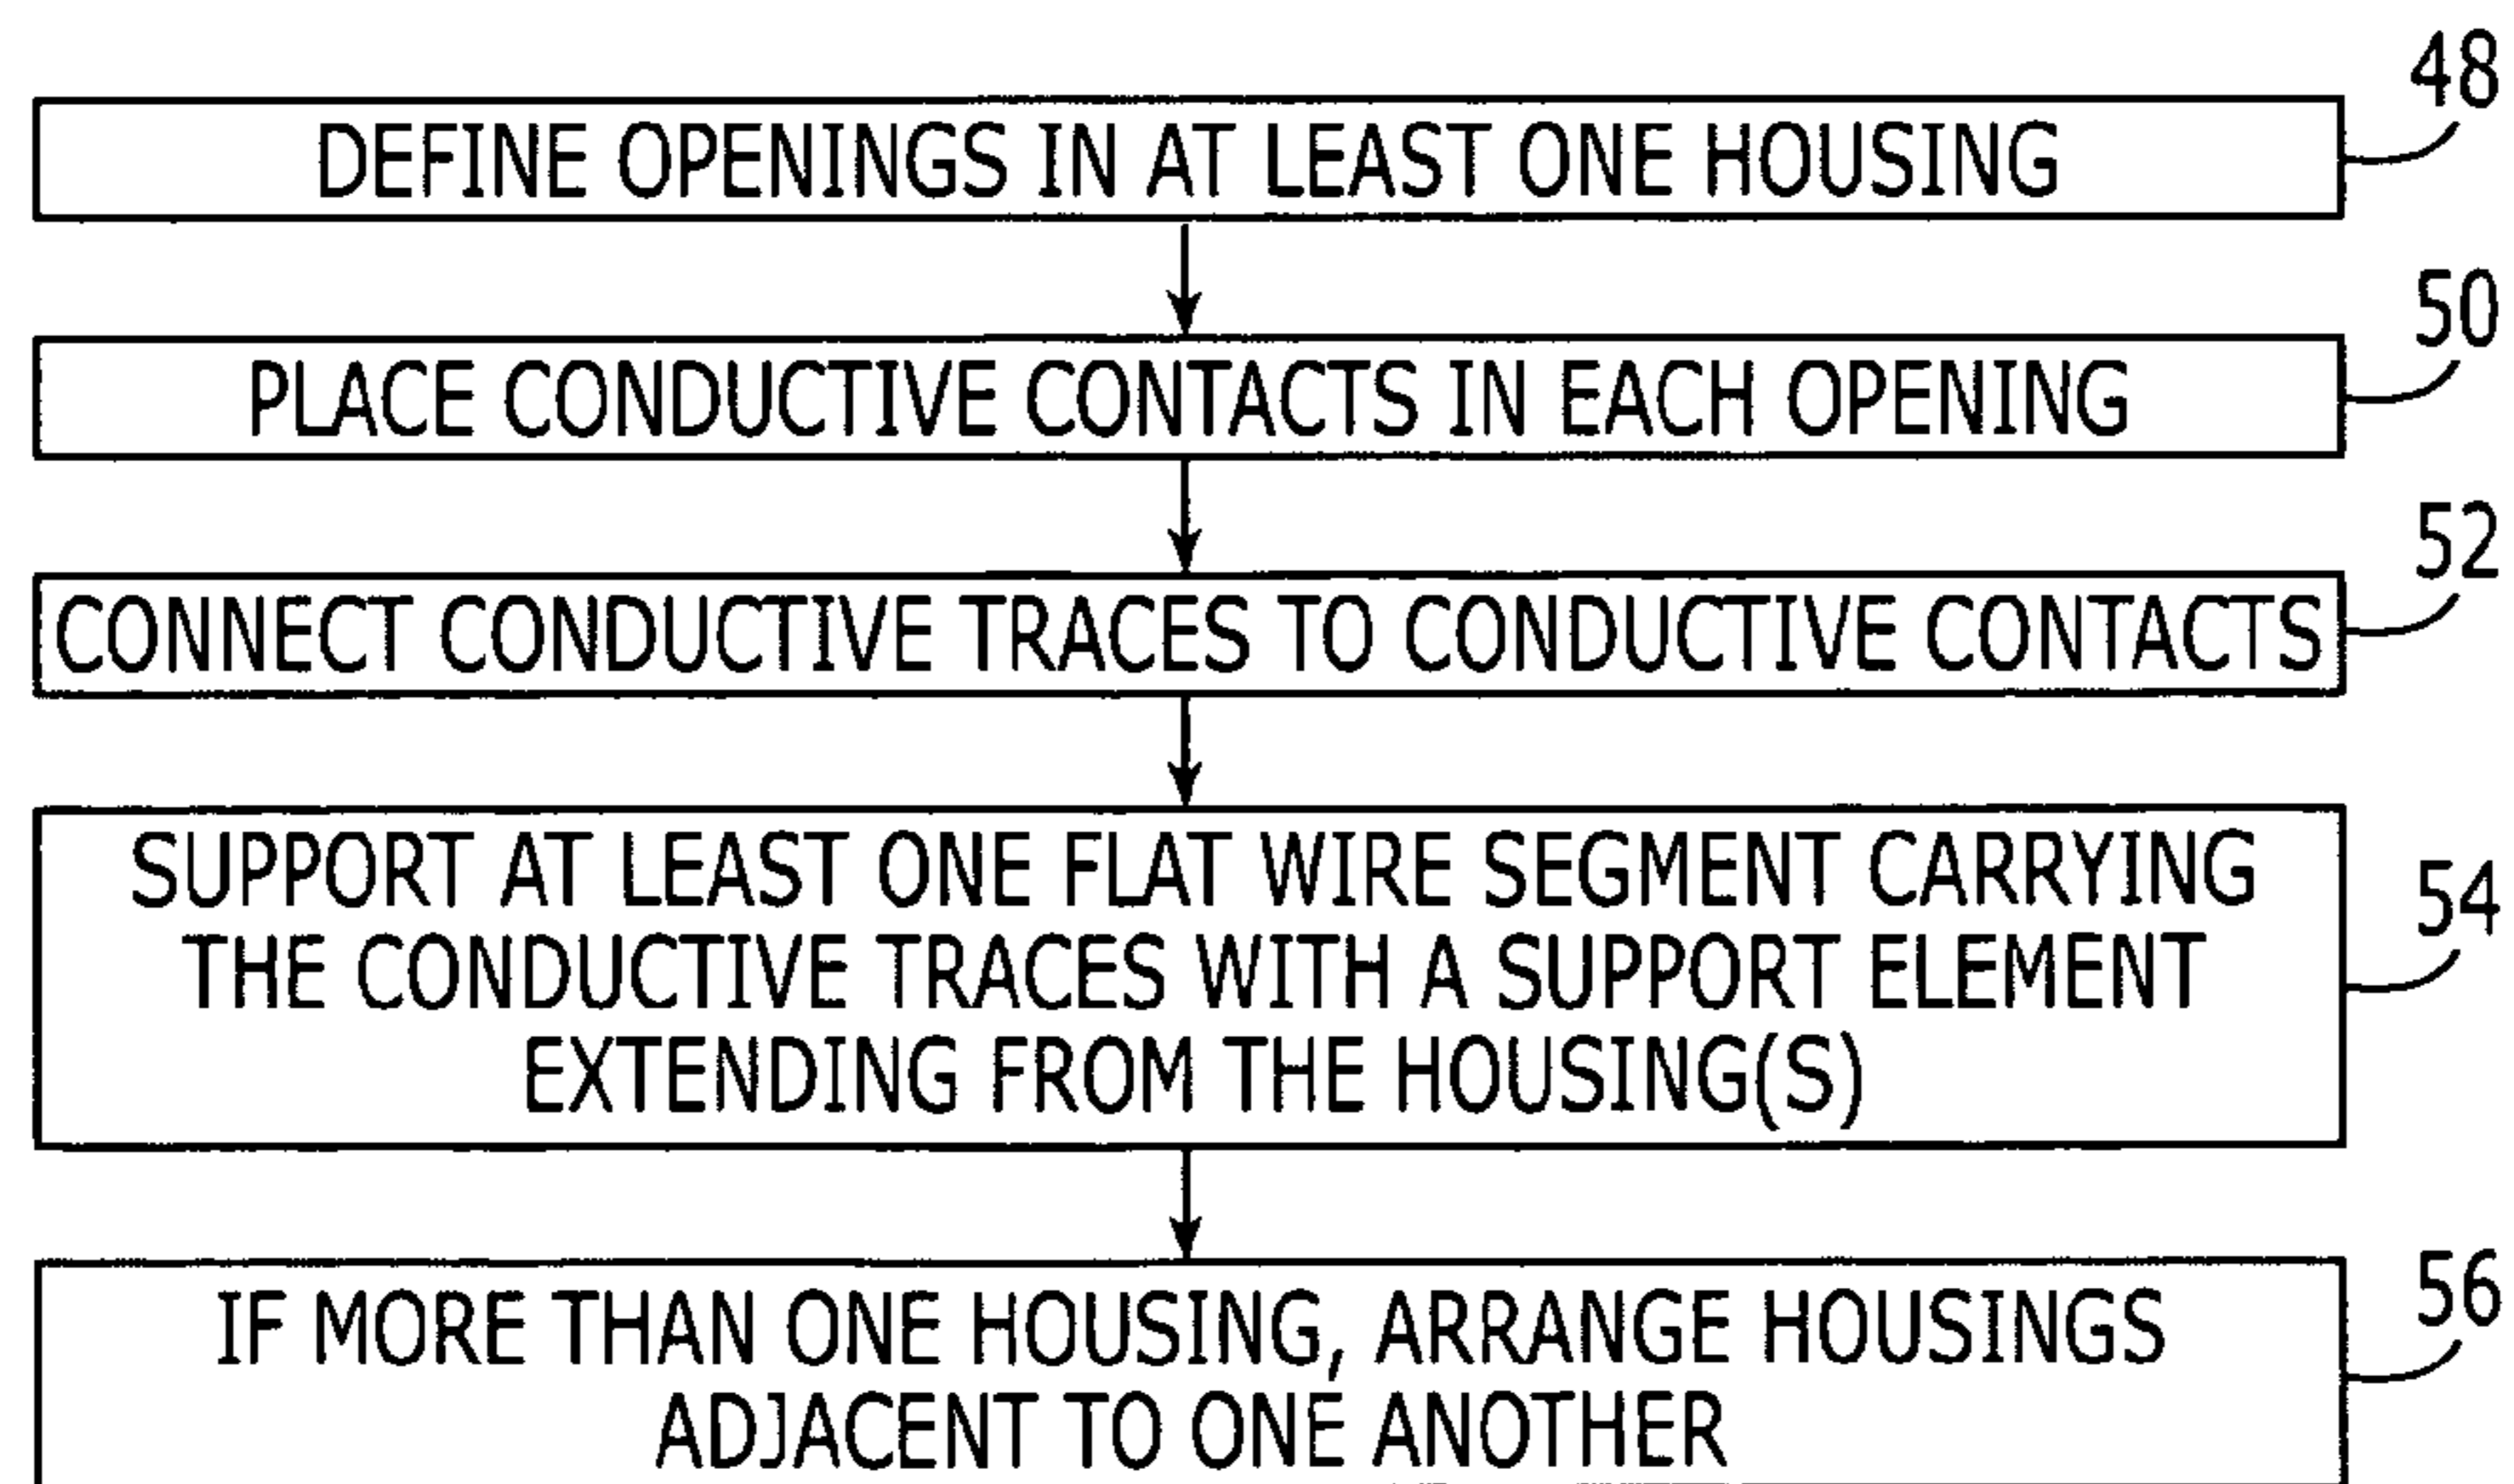 48
DEFINE OPENINGS IN AT LEAST ONE HOUSING
50
PLACE CONDUCTIVE CONTACTS IN EACH OPENING
52
CONNECT CONDUCTIVE TRACES TO CONDUCTIVE CONTACTS
SUPPORT AT LEAST ONE FLAT WIRE SEGMENT CARRYING
54
THE CONDUCTIVE TRACES WITH A SUPPORT ELEMENT
EXTENDING FROM THE HOUSING(S)
56
IF MORE THAN ONE HOUSING, ARRANGE HOUSINGS
ADJACENT TO ONE ANOTHER